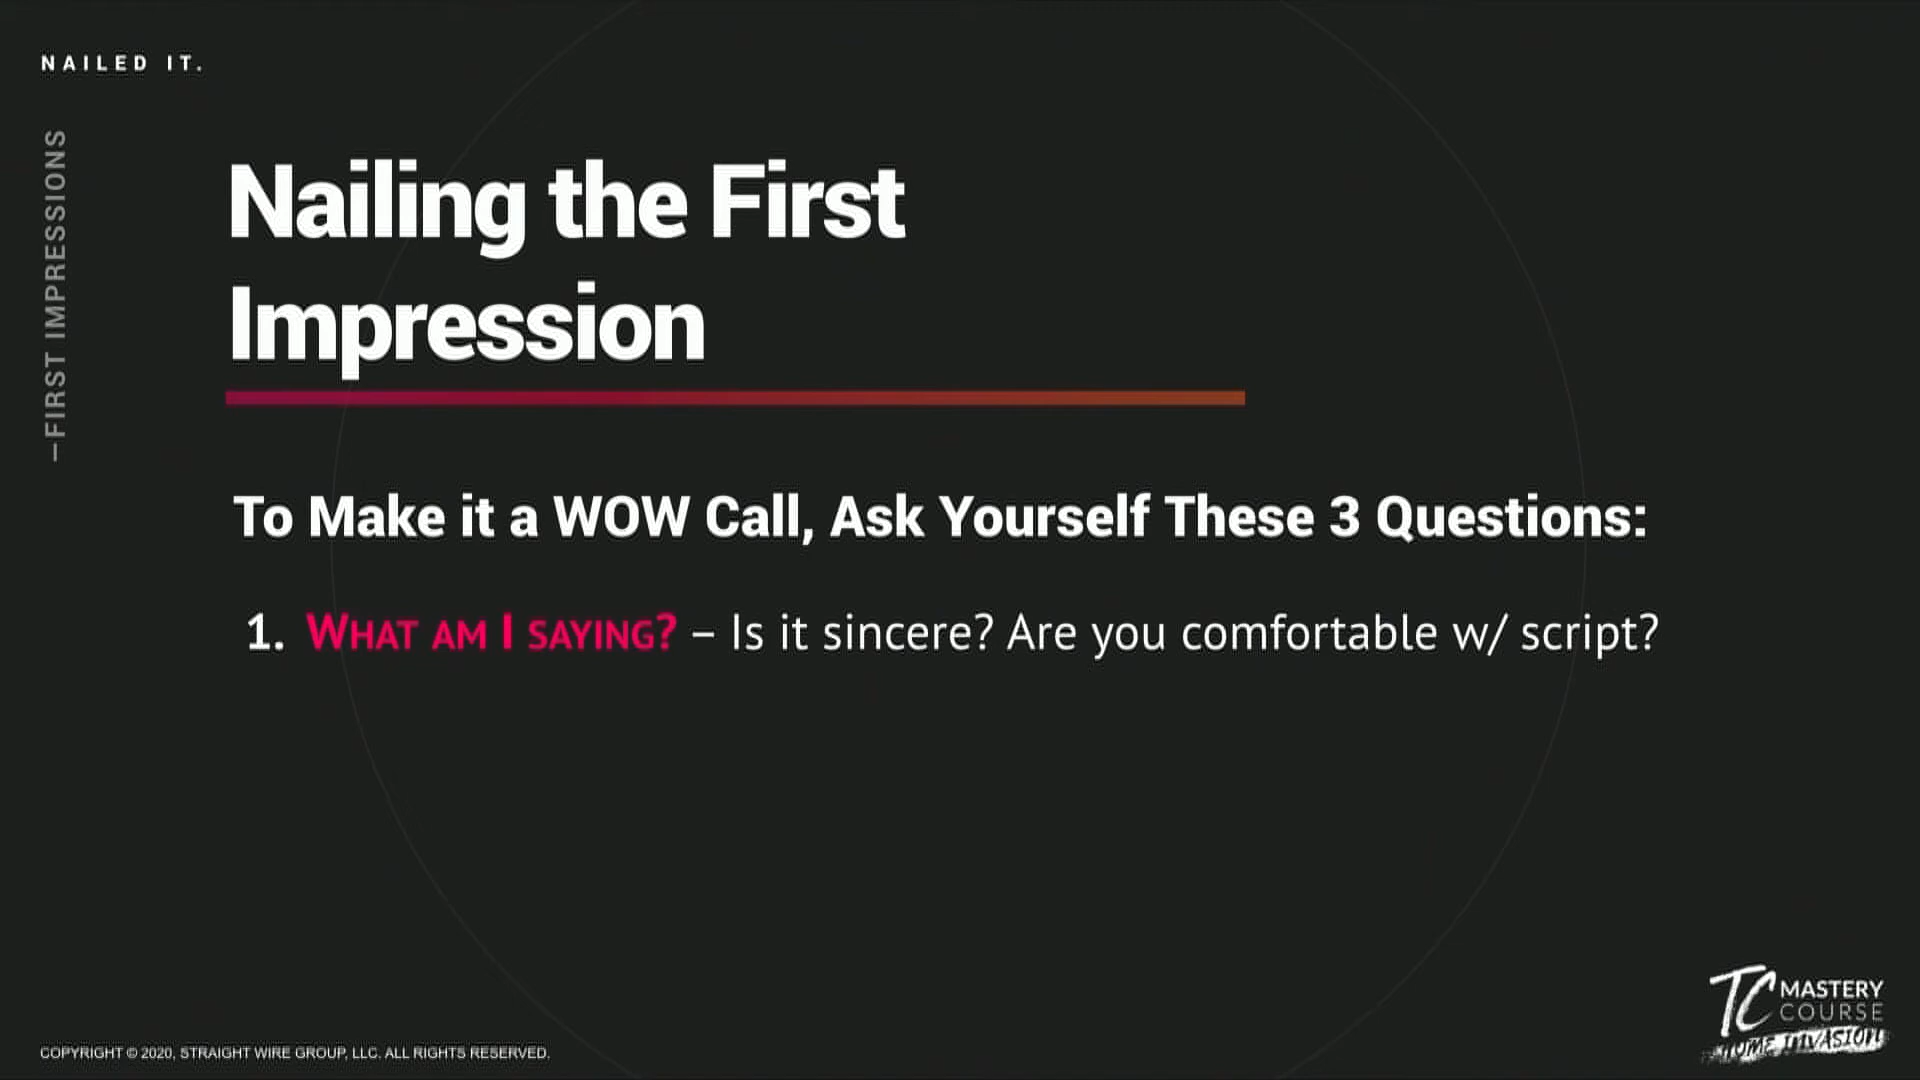 NAILED IT.
—FIRST IMPRESSIONS
Nailing the First
Impression
To Make it a WOW Call, Ask Yourself These 3 Questions:
1. WHAT AM I SAYING? – Is it sincere? Are you comfortable w/ script?
TC MASTERY
COURSE
HOME INVASION
COPYRIGHT © 2020, STRAIGHT WIRE GROUP, LLC. ALL RIGHTS RESERVED.